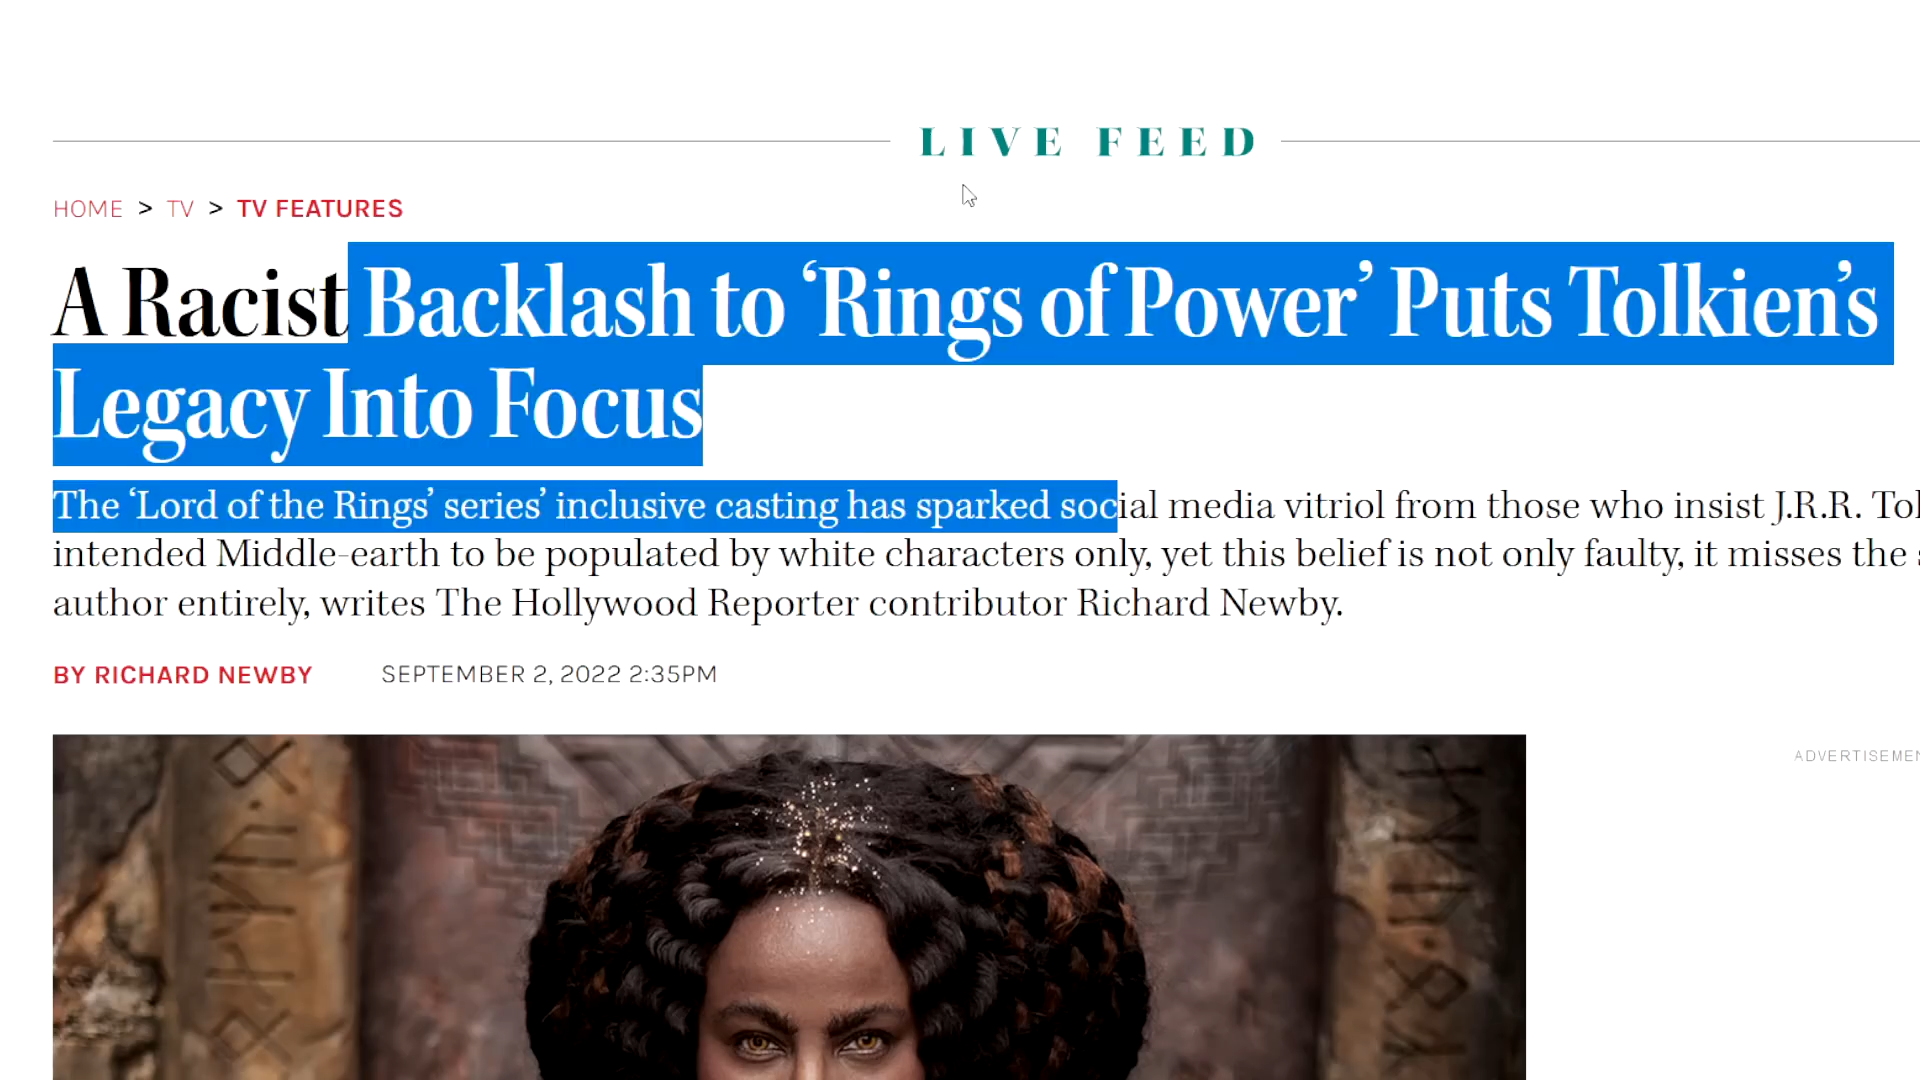 LIVE FEED
HOME > TV > TV FEATURES
A Racist Backlash to ‘Rings of Power’ Puts Tolkien’s
Legacy Into Focus
The ‘Lord of the Rings’ series’ inclusive casting has sparked social media vitriol from those who insist J.R.R.
intended Middle-earth to be populated by white characters only, yet this belief is not only faulty, it misses the
author entirely, writes The Hollywood Reporter contributor Richard Newby.
BY RICHARD NEWBY SEPTEMBER 2, 2022 2:35PM